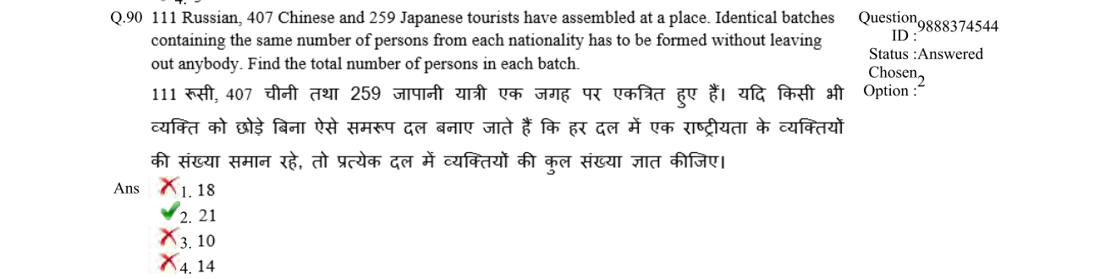 Q.90 111 Russian, 407 Chinese and 259 Japanese tourists have assembled at a place. Identical batches
containing the same number of persons from each nationality has to be formed without leaving
out anybody. Find the total number of persons in each batch.
111 रूसी, 407 चीनी तथा 259 जापानी यात्री एक जगह पर एकत्रित हुए हैं। यदि किसी भी
व्यक्ति को छोड़े बिना ऐसे समरूप दल बनाए जाते हैं कि हर दल में एक राष्ट्रीयता के व्यक्तियों
की संख्या समान रहे, तो प्रत्येक दल में व्यक्तियों की कुल संख्या ज्ञात कीजिए।
Ans 1. 18
2. 21
3. 10
4. 14
Question ID : 9888374544
Status : Answered
Chosen Option : 2